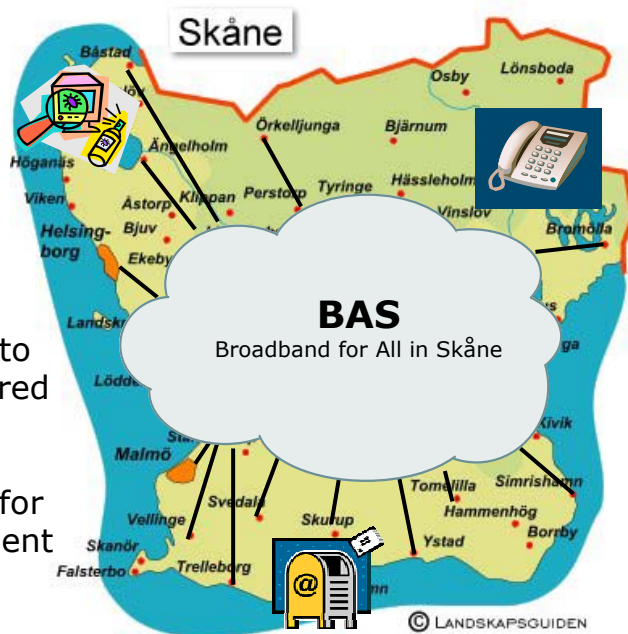 Skåne
Båstad
Osby
Lönsboda
Örkelljunga
Bjärnum
Ängelholm
Höganäs
Viken
Åstorp
Klippan
Perstorp
Tyringe
Hässleholm
Vinslöv
Bromölla
Helsing-
borg
Bjuv
Ekeby
BAS
Broadband for All in Skåne
to
red
Kivik
Malmö
for
ent
Svedala
Tomelilla
Simrishamn
Hammenhög
Vellinge
Skurup
Borrby
Ystad
Skanör
Falsterbo
Trelleborg
@
© LANDSKAPSGUIDEN